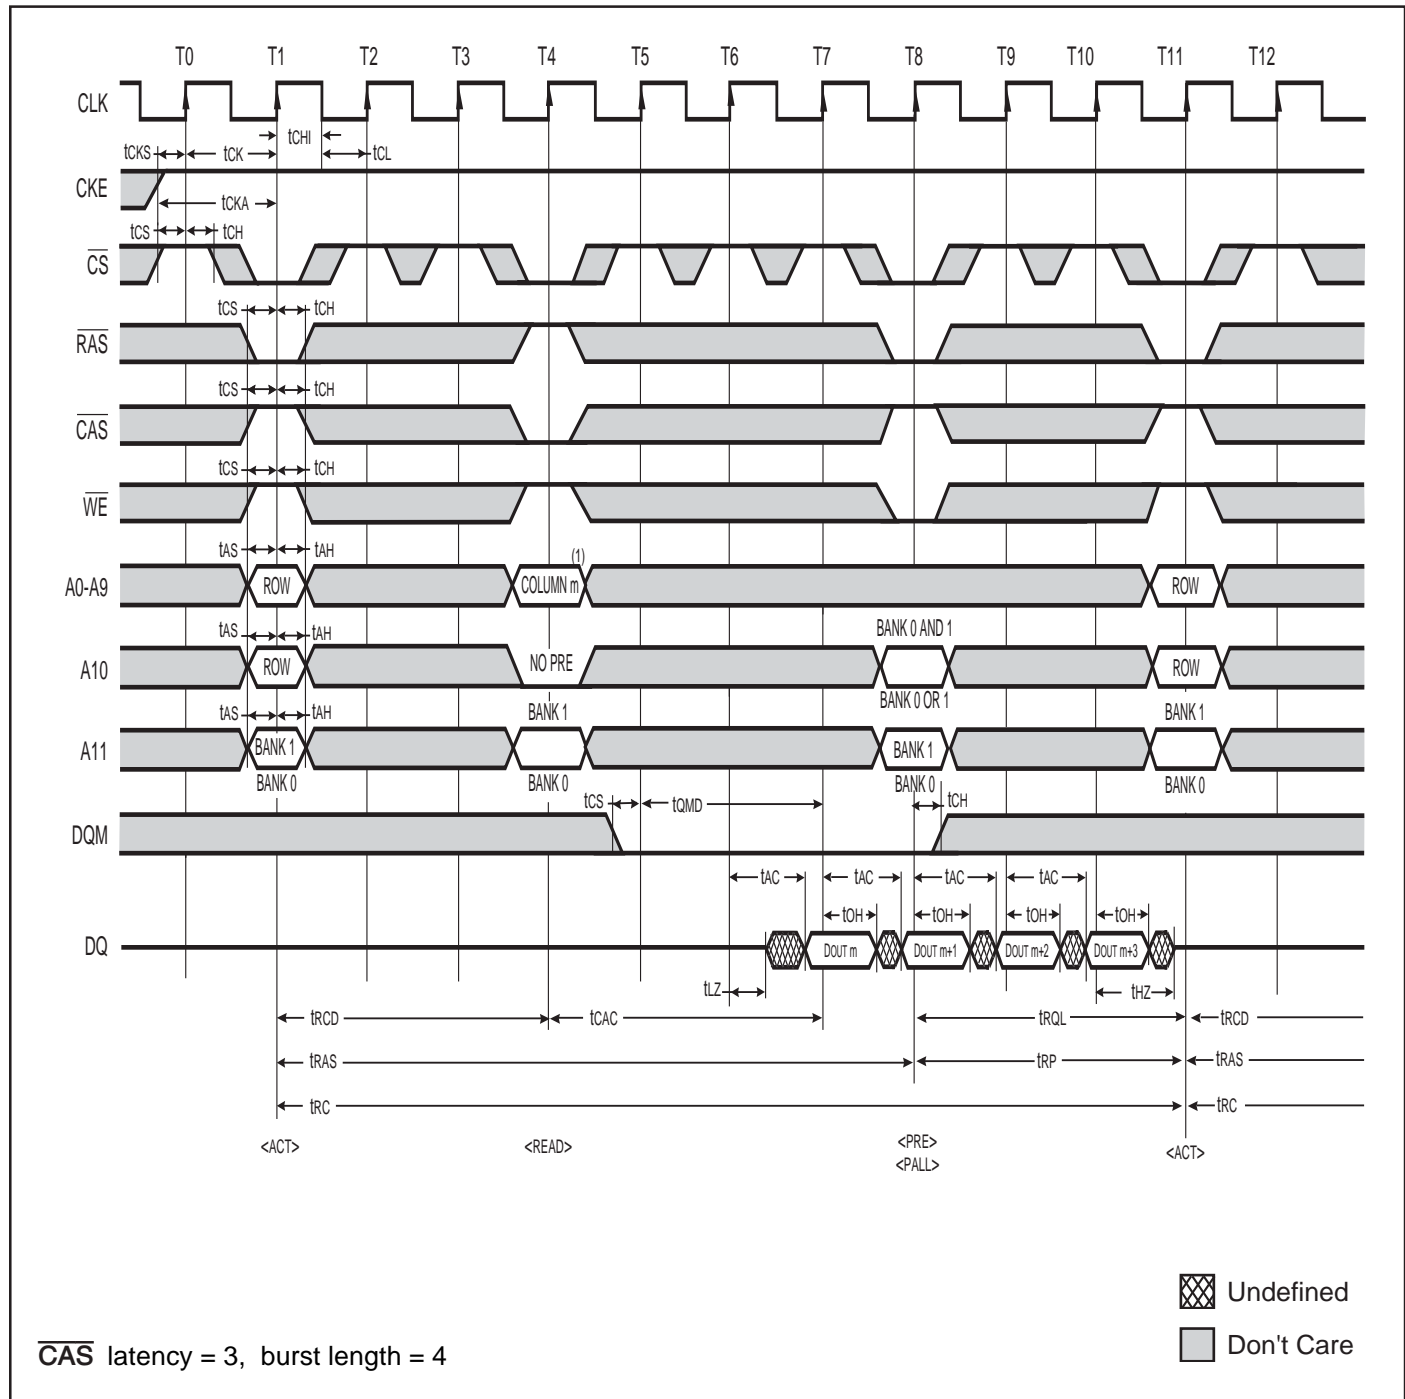 T0 T1 T2 T3 T4 T5 T6 T7 T8 T9 T10 T11 T12
CLK
tCHI
tCKS tCK tCL
CKE
tCKA
tCS tCH
CS
tCS tCH
RAS
tCS tCH
CAS
tCS tCH
WE
tAS tAH (1)
A0-A9 ROW COLUMN m ROW
tAS tAH BANK 0 AND 1
A10 ROW NO PRE ROW
BANK 0 OR 1
tAS tAH BANK 1 BANK 1
A11 BANK 1 BANK 1
BANK 0 BANK 0 BANK 0 BANK 0
tCS tQMD tCH
DQM
tAC tAC tAC tAC
tOH tOH tOH tOH
DQ DOUT m DOUT m+1 DOUT m+2 DOUT m+3
tLZ tHZ
tRCD tCAC tRQL tRCD
tRAS tRP tRAS
tRC tRC
<ACT> <READ> <PRE> <ACT>
<PALL>
Undefined
Don't Care
CAS latency = 3, burst length = 4